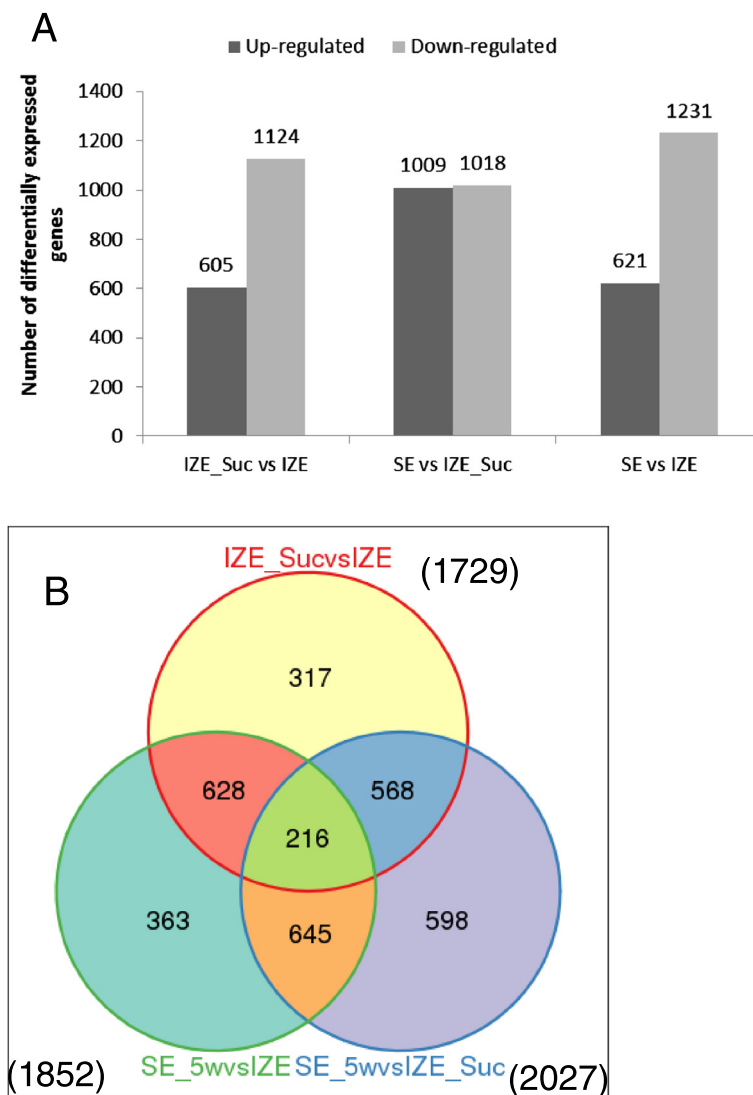 A
Up-regulated Down-regulated
Number of differentially expressed
genes
1400
1200
1000
800
600
400
200
0
605
1124
1009
1018
621
1231
IZE_Suc vs IZE
SE vs IZE_Suc
SE vs IZE
B
IZE_SucvsIZE
(1729)
317
628
568
216
363
645
598
SE_5wvsIZE
SE_5wvsIZE_Suc
(1852)
(2027)